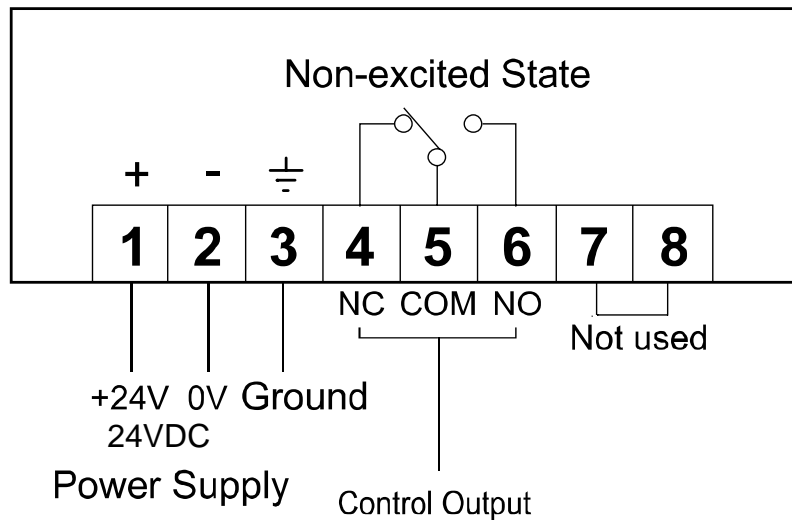 Non-excited State
+ -
1 2 3 4 5 6 7 8
NC COM NO
Not used
+24V 0V Ground
24VDC
Power Supply
Control Output